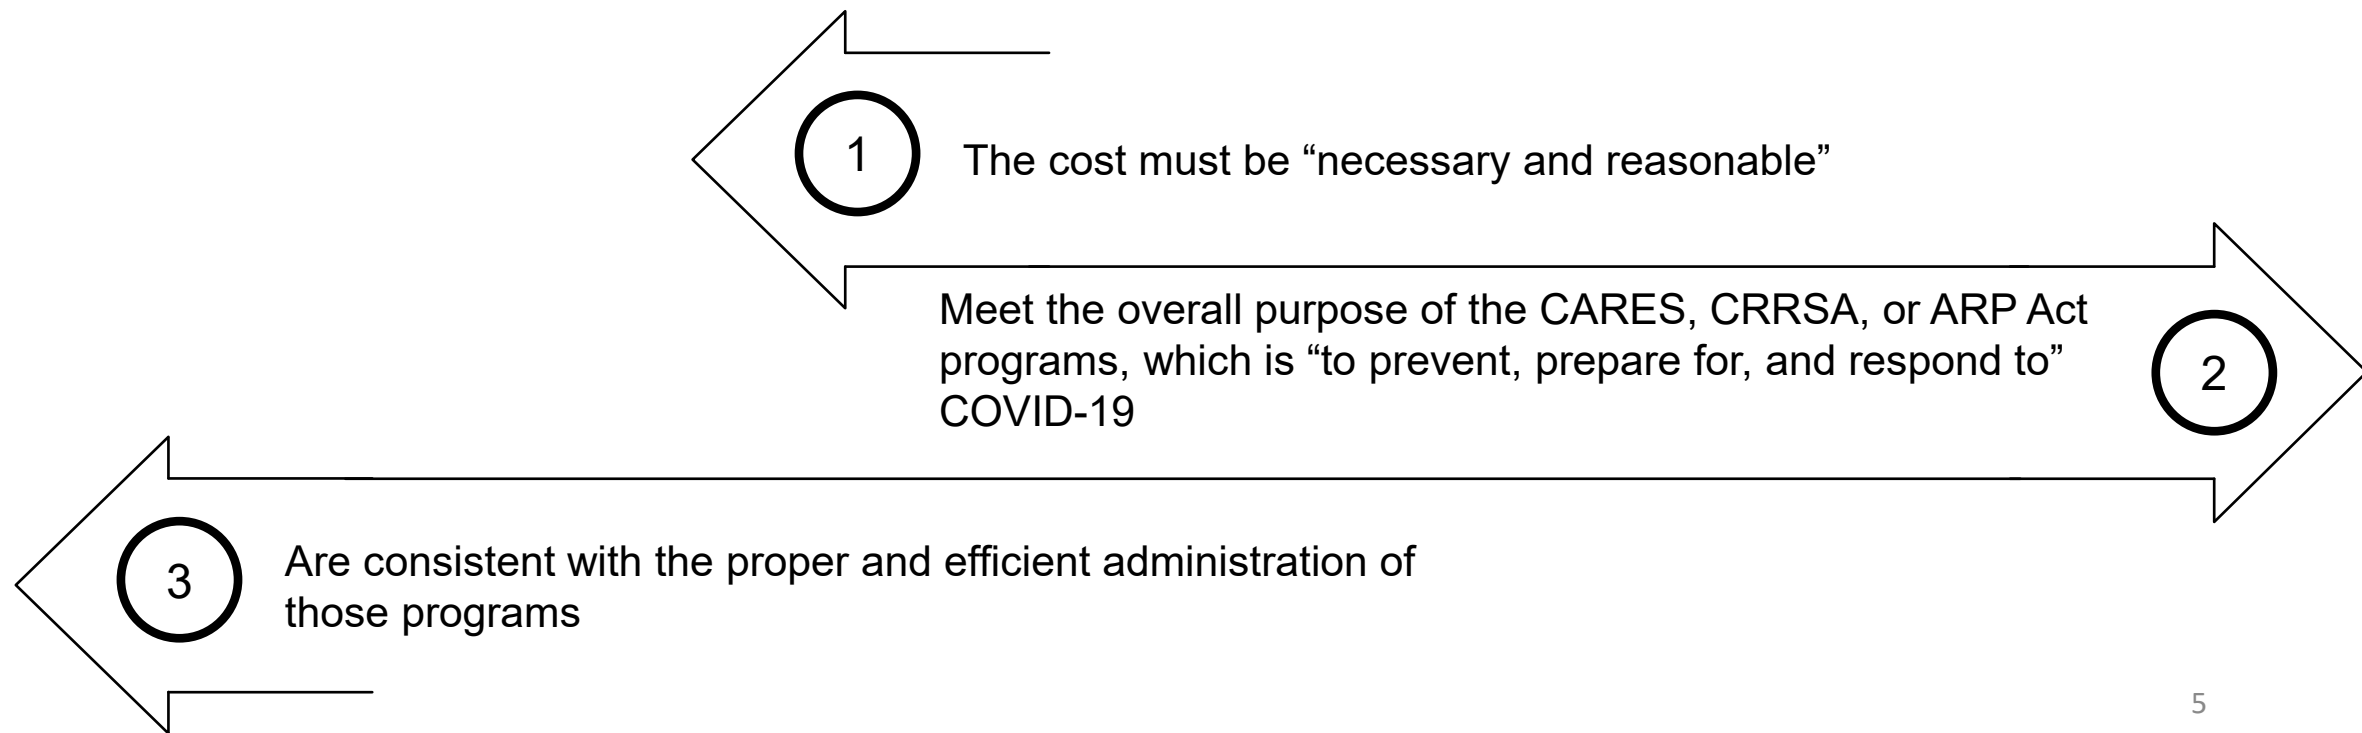 1
The cost must be “necessary and reasonable”
Meet the overall purpose of the CARES, CRRSA, or ARP Act
programs, which is “to prevent, prepare for, and respond to”
COVID-19
2
3
Are consistent with the proper and efficient administration of
those programs
5